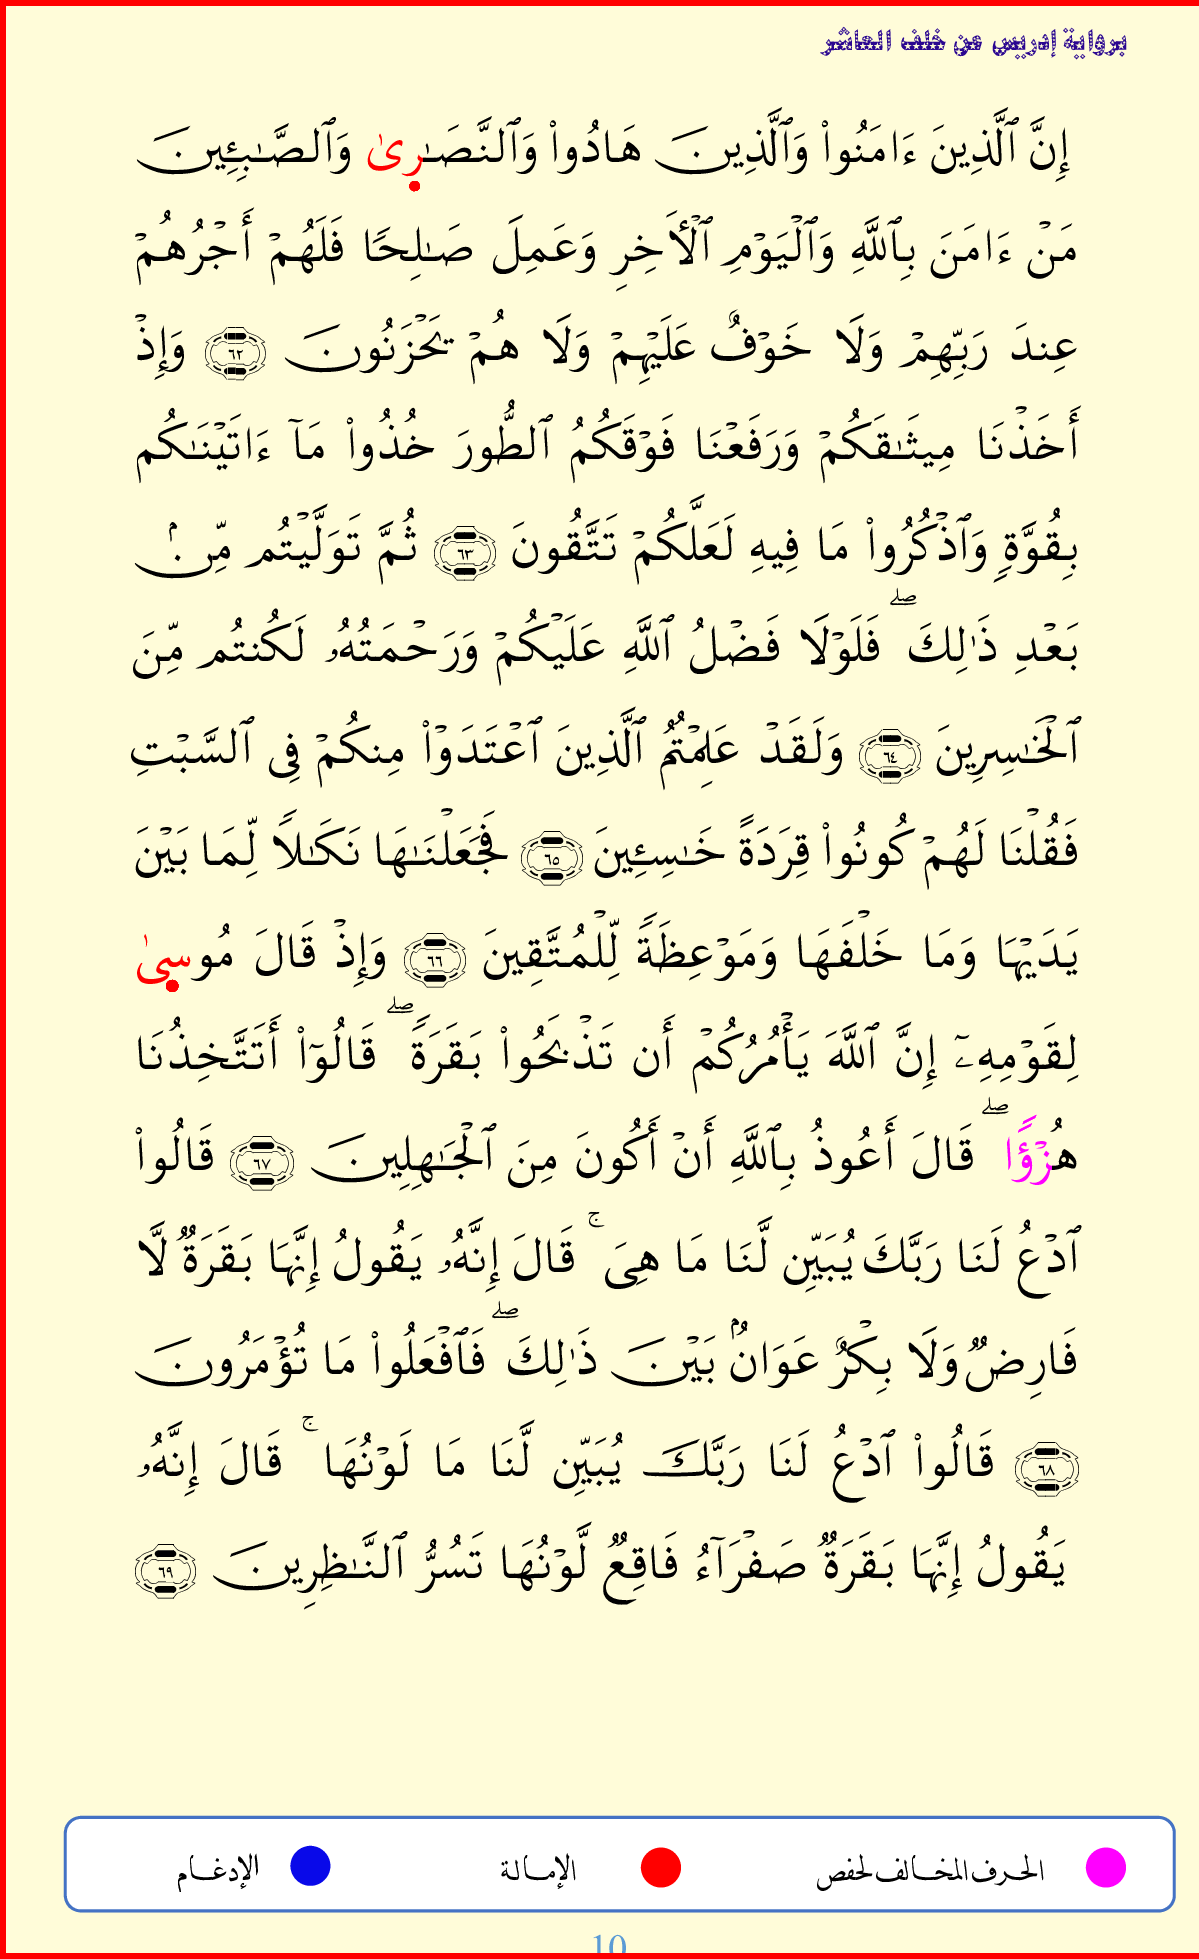 برواية إدريس عن خلف العاشر
إِنَّ ٱلَّذِينَ ءَامَنُوا۟ وَٱلَّذِينَ هَادُوا۟ وَٱلنَّصَـٰرِىٰ وَٱلصَّـٰبِـِٔينَ
مَنْ ءَامَنَ بِٱللَّهِ وَٱلْيَوْمِ ٱلْأَخِرِ وَعَمِلَ صَـٰلِحًا فَلَهُمْ أَجْرُهُمْ
عِندَ رَبِّهِمْ وَلَا خَوْفٌ عَلَيْهِمْ وَلَا هُمْ يَحْزَنُونَ ٦٢ وَإِذْ
أَخَذْنَا مِيثَـٰقَكُمْ وَرَفَعْنَا فَوْقَكُمُ ٱلطُّورَ خُذُوا۟ مَآ ءَاتَيْنَـٰكُم
بِقُوَّةٍ وَٱذْكُرُوا۟ مَا فِيهِ لَعَلَّكُمْ تَتَّقُونَ ٦٣ ثُمَّ تَوَلَّيْتُم مِّنۢ
بَعْدِ ذَٰلِكَ ۖ فَلَوْلَا فَضْلُ ٱللَّهِ عَلَيْكُمْ وَرَحْمَتُهُۥ لَكُنتُم مِّنَ
ٱلْخَـٰسِرِينَ ٦٤ وَلَقَدْ عَلِمْتُمُ ٱلَّذِينَ ٱعْتَدَوْا۟ مِنكُمْ فِى ٱلسَّبْتِ
فَقُلْنَا لَهُمْ كُونُوا۟ قِرَدَةً خَـٰسِـِٔينَ ٦٥ فَجَعَلْنَـٰهَا نَكَـٰلًا لِّمَا بَيْنَ
يَدَيْهَا وَمَا خَلْفَهَا وَمَوْعِظَةً لِّلْمُتَّقِينَ ٦٦ وَإِذْ قَالَ مُوسِىٰ
لِقَوْمِهِۦٓ إِنَّ ٱللَّهَ يَأْمُرُكُمْ أَن تَذْبَحُوا۟ بَقَرَةً ۖ قَالُوٓا۟ أَتَتَّخِذُنَا
هُزْؤًا ۖ قَالَ أَعُوذُ بِٱللَّهِ أَنْ أَكُونَ مِنَ ٱلْجَـٰهِلِينَ ٦٧ قَالُوا۟
ٱدْعُ لَنَا رَبَّكَ يُبَيِّن لَّنَا مَا هِىَ ۚ قَالَ إِنَّهُۥ يَقُولُ إِنَّهَا بَقَرَةٌ لَّا
فَارِضٌ وَلَا بِكْرٌ عَوَانٌۢ بَيْنَ ذَٰلِكَ ۖ فَٱفْعَلُوا۟ مَا تُؤْمَرُونَ
٦٨ قَالُوا۟ ٱدْعُ لَنَا رَبَّكَ يُبَيِّن لَّنَا مَا لَوْنُهَا ۚ قَالَ إِنَّهُۥ
يَقُولُ إِنَّهَا بَقَرَةٌ صَفْرَآءُ فَاقِعٌ لَّوْنُهَا تَسُرُّ ٱلنَّـٰظِرِينَ ٦٩
الحرف المخالف لحفص الإمالة الإدغام
10